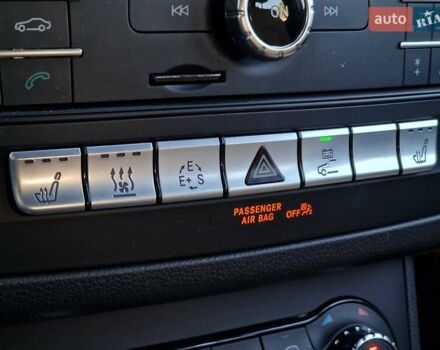 auto RIA
E
E+ S
PASSENGER
AIR BAG OFF